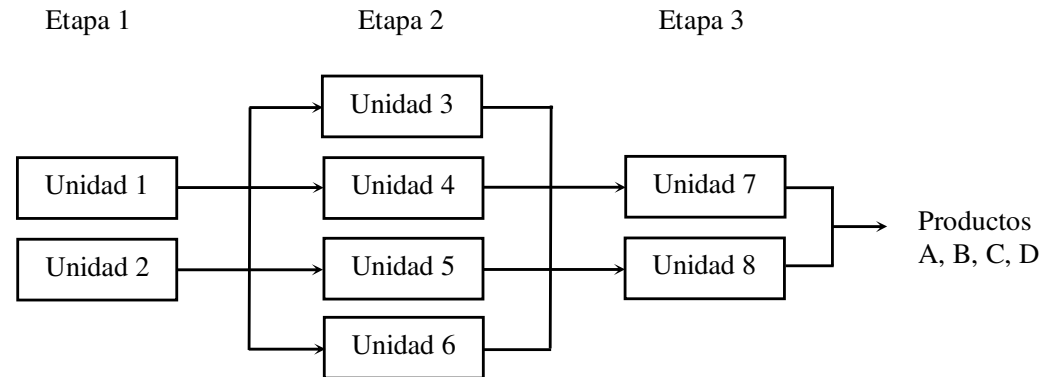 Etapa 1
Etapa 2
Etapa 3
Unidad 3
Unidad 1
Unidad 4
Unidad 7
Unidad 2
Unidad 5
Unidad 8
Unidad 6
Productos
A, B, C, D